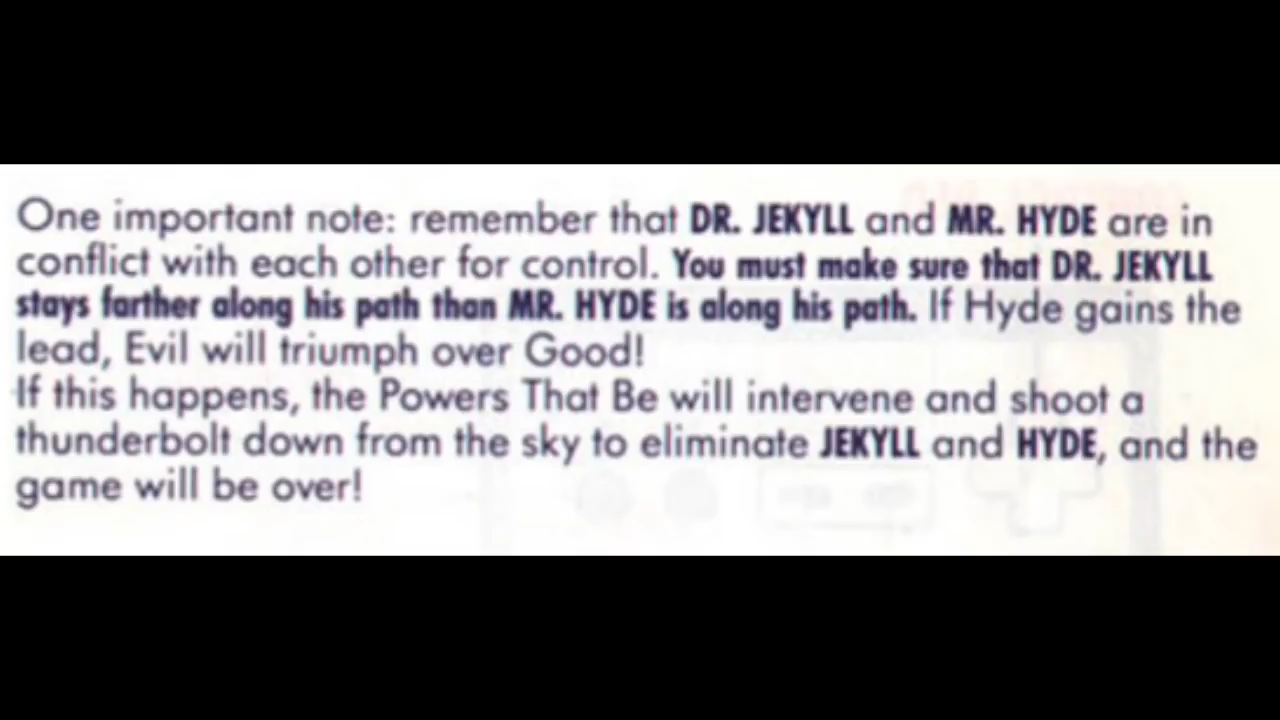 One important note: remember that DR. JEKYLL and MR. HYDE are in
conflict with each other for control. You must make sure that DR. JEKYLL
stays farther along his path than MR. HYDE is along his path. If Hyde gains the
lead, Evil will triumph over Good!
If this happens, the Powers That Be will intervene and shoot a
thunderbolt down from the sky to eliminate JEKYLL and HYDE, and the
game will be over!